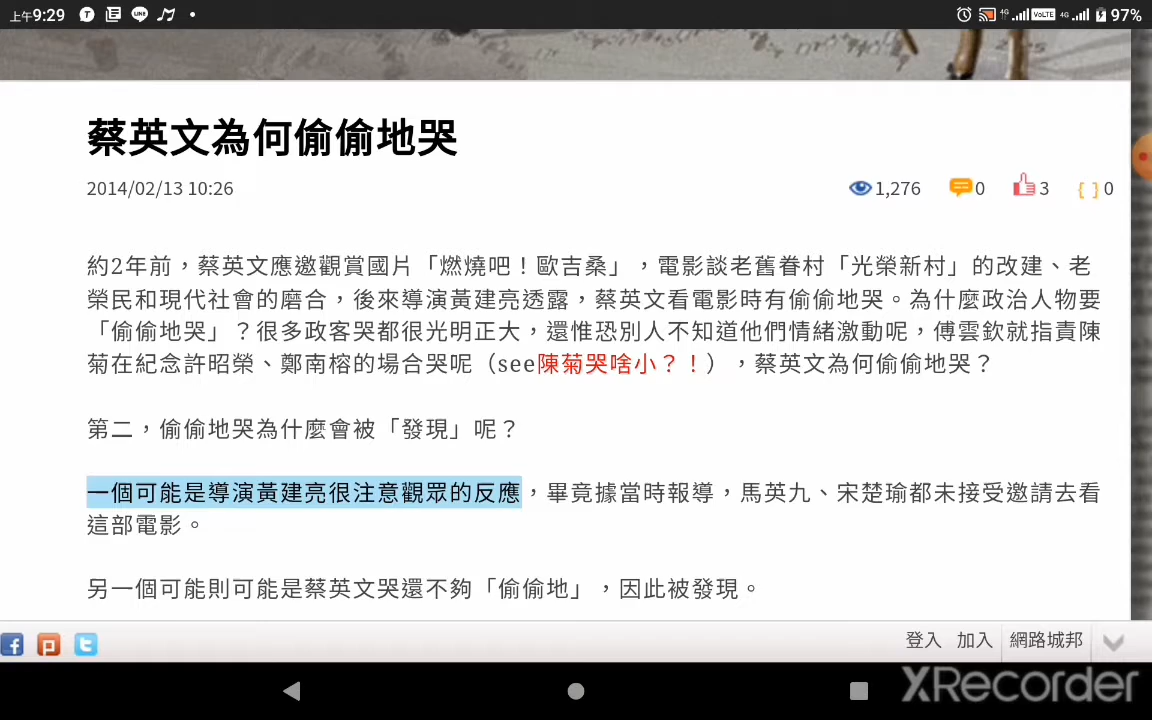 上午9:29
4G VoLTE 4G 97%
蔡英文為何偷偷地哭
2014/02/13 10:26
1,276 0 3 { } 0
約2年前，蔡英文應邀觀賞國片「燃燒吧！歐吉桑」，電影談老舊眷村「光榮新村」的改建、老
榮民和現代社會的磨合，後來導演黃建亮透露，蔡英文看電影時有偷偷地哭。為什麼政治人物要
「偷偷地哭」？很多政客哭都很光明正大，還惟恐別人不知道他們情緒激動呢，傅雲欽就指責陳
菊在紀念許昭榮、鄭南榕的場合哭呢（see陳菊哭啥小？！），蔡英文為何偷偷地哭？
第二，偷偷地哭為什麼會被「發現」呢？
一個可能是導演黃建亮很注意觀眾的反應，畢竟據當時報導，馬英九、宋楚瑜都未接受邀請去看
這部電影。
另一個可能則可能是蔡英文哭還不夠「偷偷地」，因此被發現。
登入 加入 網路城邦
XRecorder